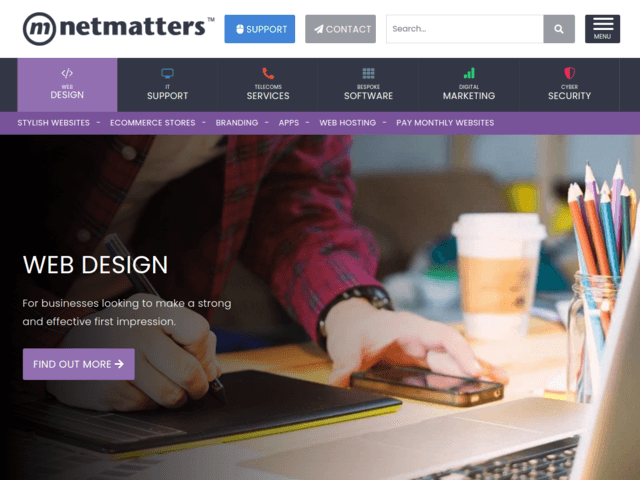 m netmatters™
SUPPORT
CONTACT
Search...
MENU
WEB
DESIGN
IT
SUPPORT
TELECOMS
SERVICES
BESPOKE
SOFTWARE
DIGITAL
MARKETING
CYBER
SECURITY
STYLISH WEBSITES - ECOMMERCE STORES - BRANDING - APPS - WEB HOSTING - PAY MONTHLY WEBSITES
WEB DESIGN
For businesses looking to make a strong
and effective first impression.
FIND OUT MORE